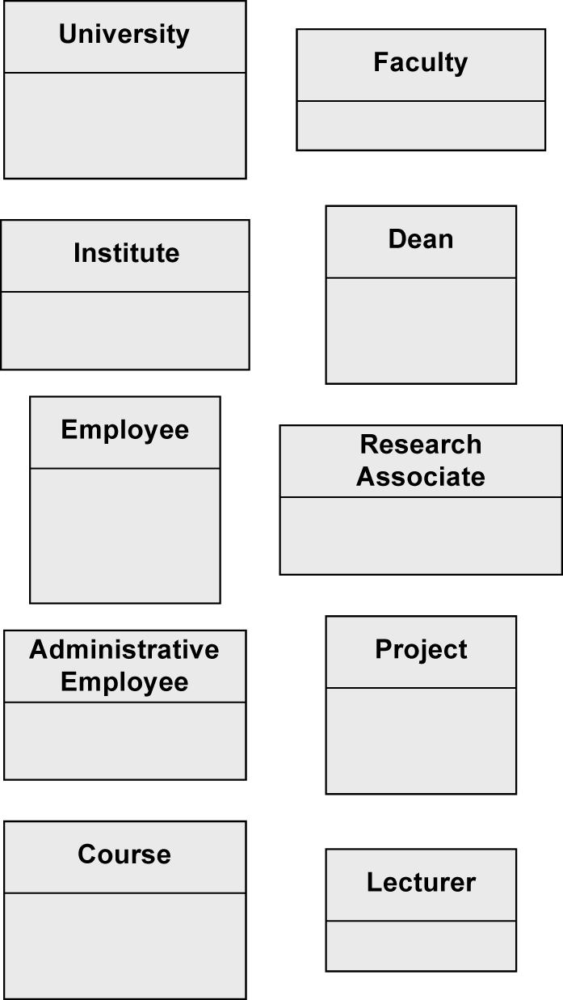 University
Faculty
Institute
Dean
Employee
Research
Associate
Administrative
Employee
Project
Course
Lecturer